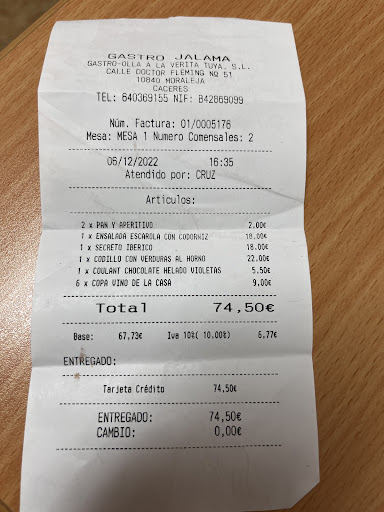 GASTRO JALAMA
GASTRO-OLLA A LA VERITA TUYA, S.L.
CALLE DOCTOR FLEMING NQ 51
10840 MORALEJA
CACERES
TEL: 640369155 NIF: B42869099
Núm. Factura: 01/0005176
Mesa: MESA 1 Numero Comensales: 2
06/12/2022 16:35
Atendido por: CRUZ
Artículos:
2 x PAN Y APERITIVO 2,00€
1 x ENSALADA ESCAROLA CON CODORNIZ 18,00€
1 x SECRETO IBERICO 18,00€
1 x CODILLO CON VERDURAS AL HORNO 22,00€
1 x COULANT CHOCOLATE HELADO VIOLETAS 5,50€
6 x COPA VINO DE LA CASA 9,00€
Total 74,50€
Base: 67,73€ Iva 10%( 10,00%) 6,77€
ENTREGADO:
Tarjeta Crédito 74,50€
ENTREGADO: 74,50€
CAMBIO: 0,00€